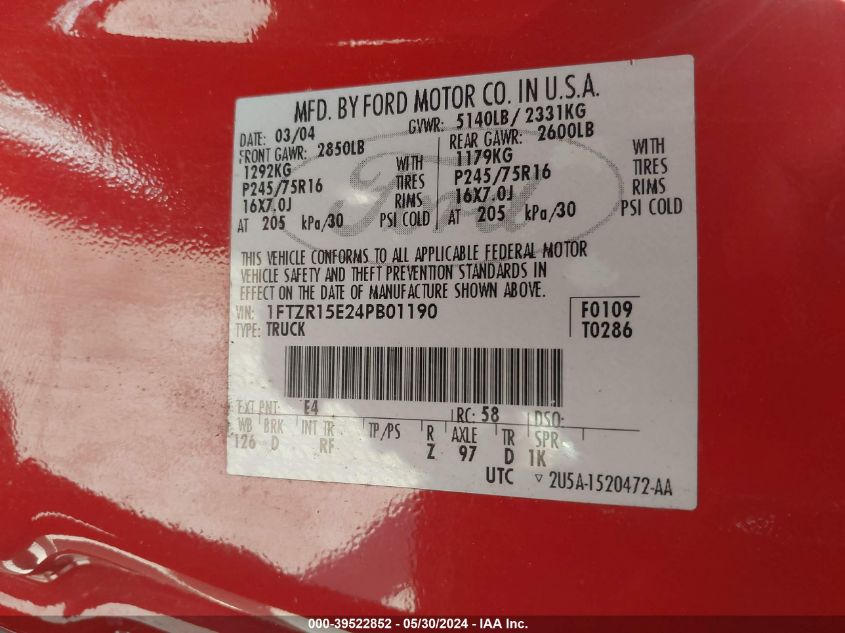 MFD. BY FORD MOTOR CO. IN U.S.A.
DATE: 03/04 GVWR: 5140LB/ 2331KG
FRONT GAWR: 2850LB REAR GAWR: 2600LB
1292KG WITH 1179KG WITH
P245/75R16 TIRES P245/75R16 TIRES
16X7.0J RIMS 16X7.0J RIMS
AT 205 kPa/30 PSI COLD AT 205 kPa/30 PSI COLD
Ford
THIS VEHICLE CONFORMS TO ALL APPLICABLE FEDERAL MOTOR
VEHICLE SAFETY AND THEFT PREVENTION STANDARDS IN
EFFECT ON THE DATE OF MANUFACTURE SHOWN ABOVE.
VIN: 1FTZR15E24PB01190 F0109
TYPE: TRUCK T0286
EXT PNT: E4 RC: 58 DSO:
WB BRK INT TR TP/PS R AXLE TR SPR
126 D RF Z 97 D 1K
UTC ▽ 2U5A-1520472-AA
000-39522852 - 05/30/2024 - IAA Inc.